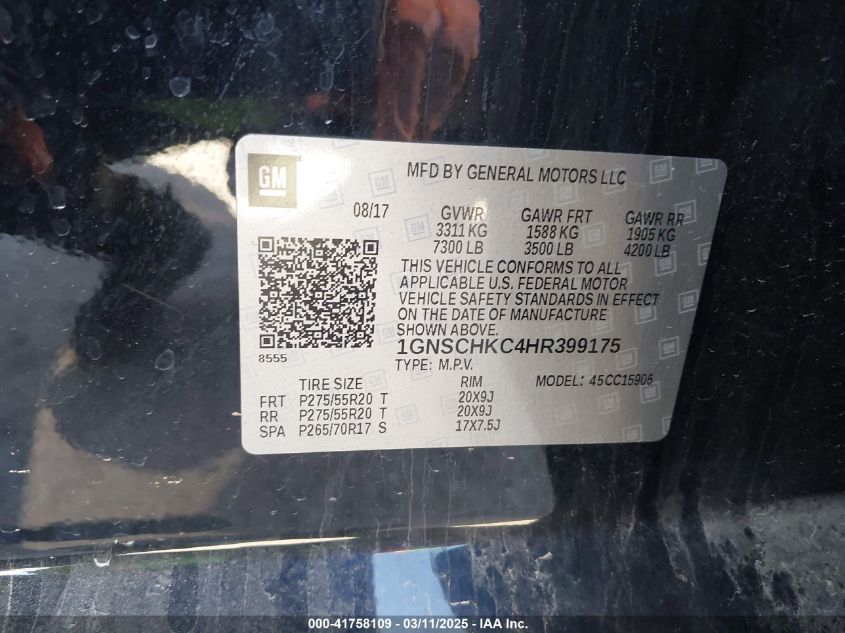 GM
MFD BY GENERAL MOTORS LLC
08/17 GVWR GAWR FRT GAWR RR
3311 KG 1588 KG 1905 KG
7300 LB 3500 LB 4200 LB
THIS VEHICLE CONFORMS TO ALL
APPLICABLE U.S. FEDERAL MOTOR
VEHICLE SAFETY STANDARDS IN EFFECT
ON THE DATE OF MANUFACTURE
SHOWN ABOVE.
8555
1GNSCHKC4HR399175
TYPE: M.P.V.
TIRE SIZE RIM MODEL: 45CC15906
FRT P275/55R20 T 20X9J
RR P275/55R20 T 20X9J
SPA P265/70R17 S 17X7.5J
000-41758109 - 03/11/2025 - IAAI.COM